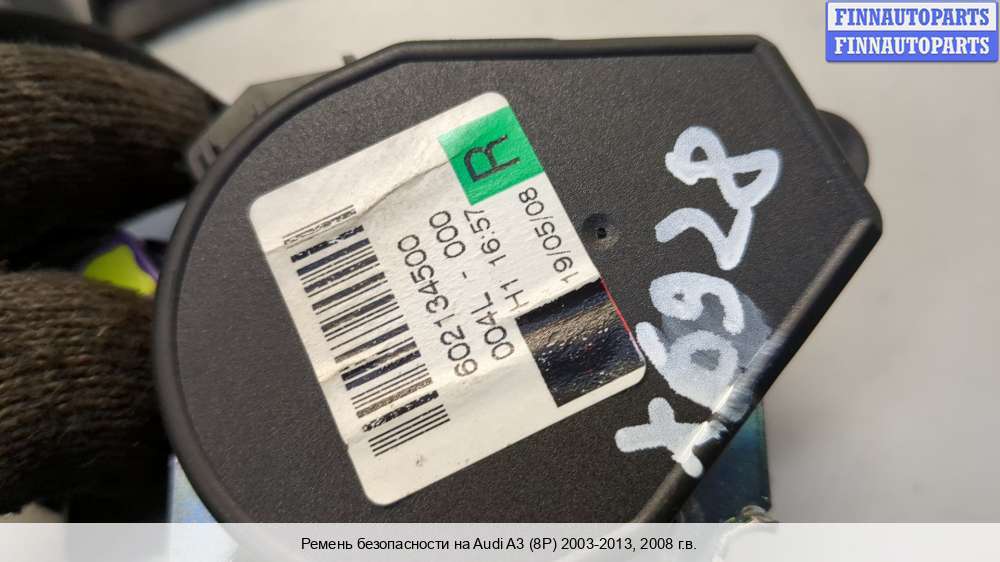 FINNAUTOPARTS
FINNAUTOPARTS
R
602134500
004L - 000
H1 16:57
19/05/08
X6928
Ремень безопасности на Audi A3 (8P) 2003-2013, 2008 г.в.